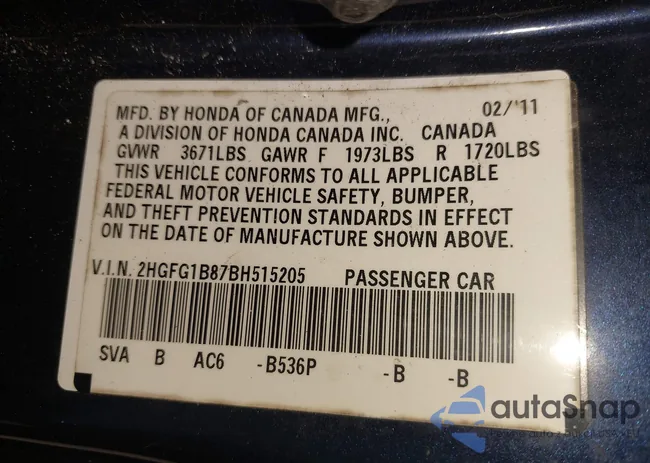 MFD. BY HONDA OF CANADA MFG., 02/'11
A DIVISION OF HONDA CANADA INC. CANADA
GVWR 3671LBS GAWR F 1973LBS R 1720LBS
THIS VEHICLE CONFORMS TO ALL APPLICABLE
FEDERAL MOTOR VEHICLE SAFETY, BUMPER,
AND THEFT PREVENTION STANDARDS IN EFFECT
ON THE DATE OF MANUFACTURE SHOWN ABOVE.
V.I.N. 2HGFG1B87BH515205 PASSENGER CAR
SVA B AC6 -B536P -B -B
autoSnap